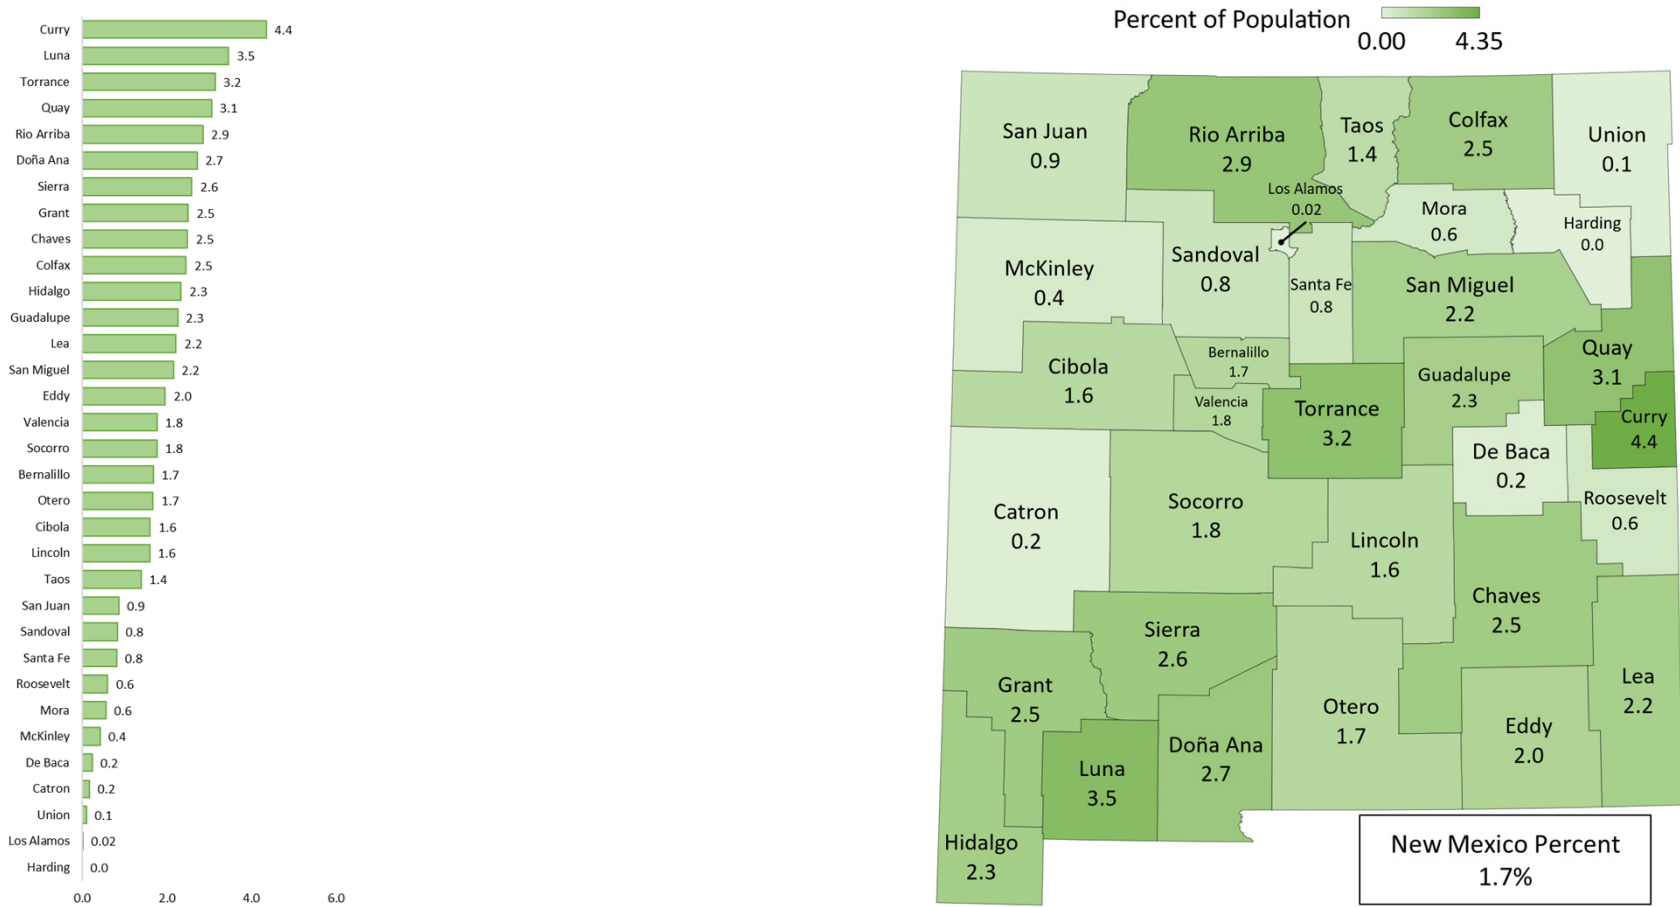 Curry 4.4
Luna 3.5
Torrance 3.2
Quay 3.1
Rio Arriba 2.9
Doña Ana 2.7
Sierra 2.6
Grant 2.5
Chaves 2.5
Colfax 2.5
Hidalgo 2.3
Guadalupe 2.3
Lea 2.2
San Miguel 2.2
Eddy 2.0
Valencia 1.8
Socorro 1.8
Bernalillo 1.7
Otero 1.7
Cibola 1.6
Lincoln 1.6
Taos 1.4
San Juan 0.9
Sandoval 0.8
Santa Fe 0.8
Roosevelt 0.6
Mora 0.6
McKinley 0.4
De Baca 0.2
Catron 0.2
Union 0.1
Los Alamos 0.02
Harding 0.0
0.0 2.0 4.0 6.0
Percent of Population
0.00 4.35
San Juan
0.9
Rio Arriba
2.9
Taos
1.4
Colfax
2.5
Union
0.1
Los Alamos
0.02
Mora
0.6
Harding
0.0
McKinley
0.4
Sandoval
0.8
Santa Fe
0.8
San Miguel
2.2
Quay
3.1
Cibola
1.6
Bernalillo
1.7
Valencia
1.8
Torrance
3.2
Guadalupe
2.3
Curry
4.4
De Baca
0.2
Roosevelt
0.6
Catron
0.2
Socorro
1.8
Lincoln
1.6
Chaves
2.5
Sierra
2.6
Grant
2.5
Lea
2.2
Otero
1.7
Eddy
2.0
Doña Ana
2.7
Luna
3.5
Hidalgo
2.3
New Mexico Percent
1.7%